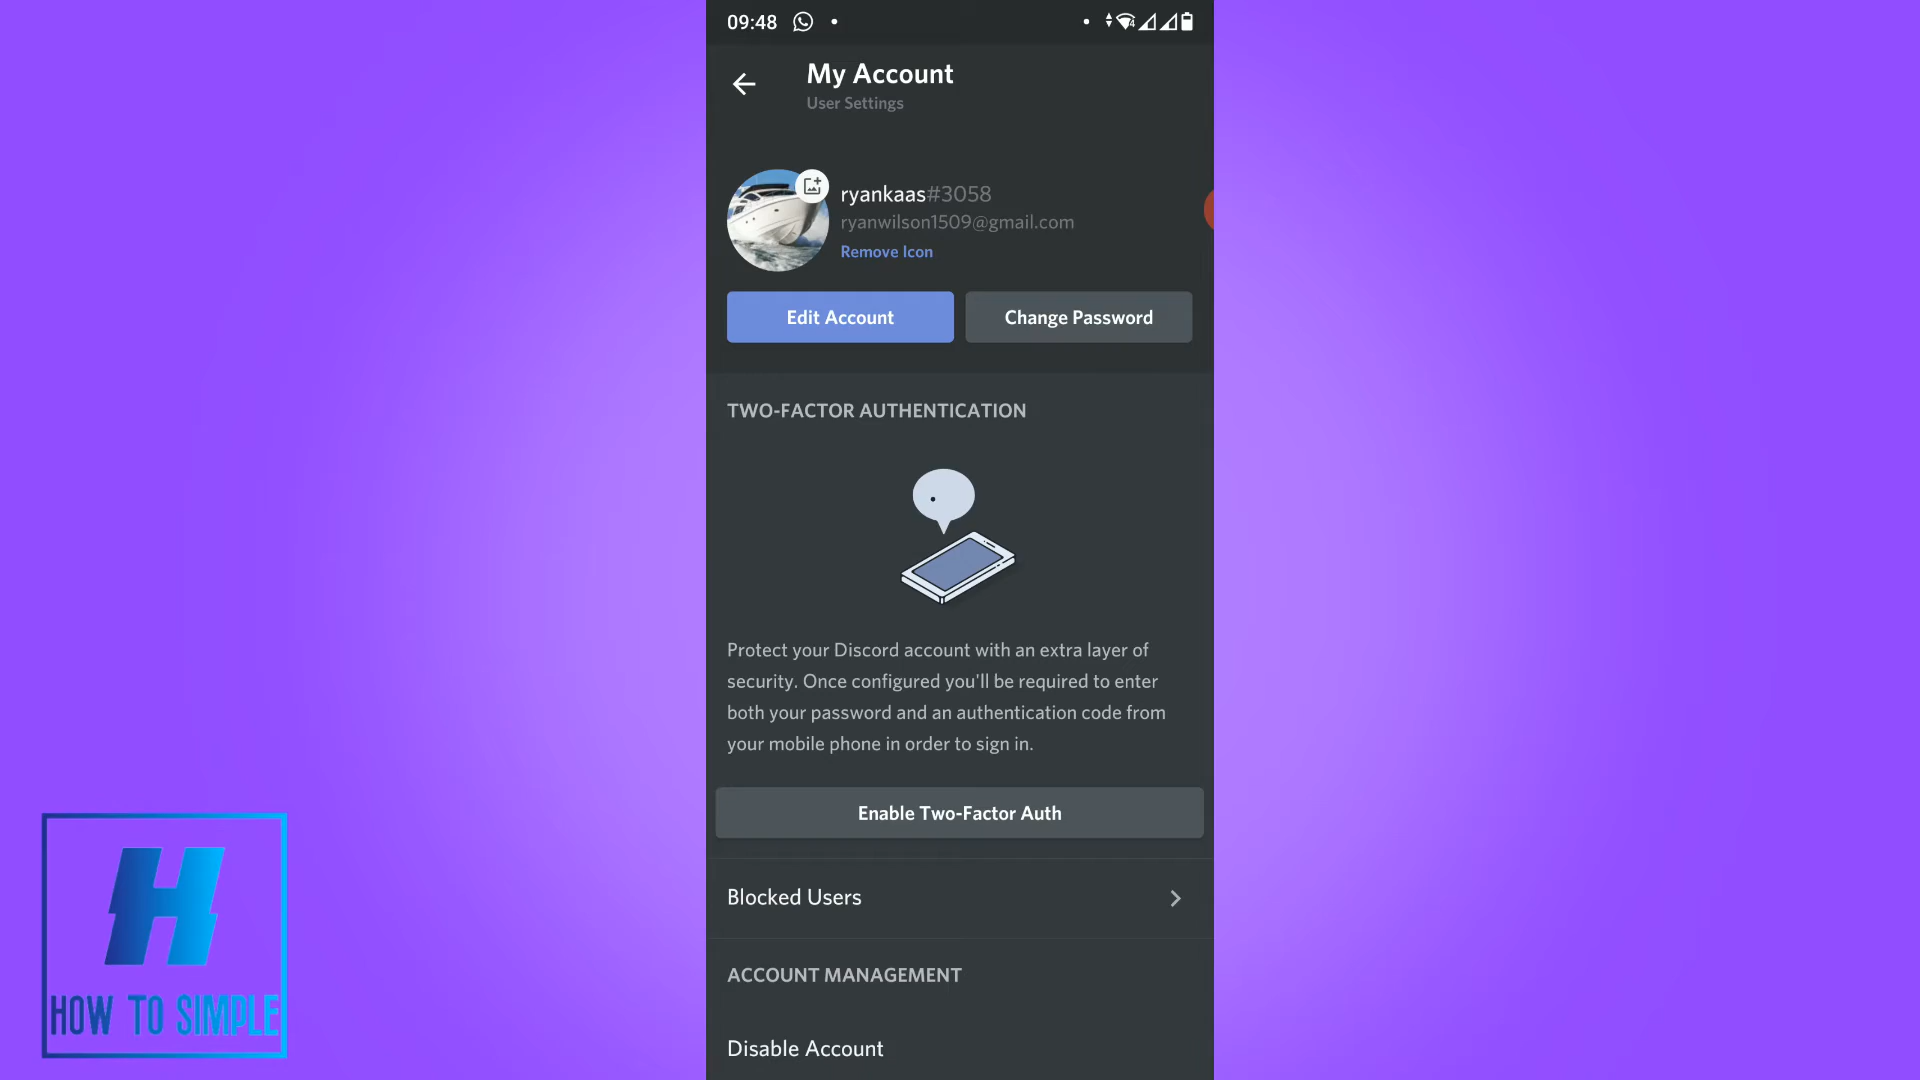 09:48
My Account
User Settings
ryankaas#3058
ryanwilson1509@gmail.com
Remove Icon
Edit Account
Change Password
TWO-FACTOR AUTHENTICATION
Protect your Discord account with an extra layer of
security. Once configured you'll be required to enter
both your password and an authentication code from
your mobile phone in order to sign in.
Enable Two-Factor Auth
Blocked Users
ACCOUNT MANAGEMENT
Disable Account
H
HOW TO SIMPLE